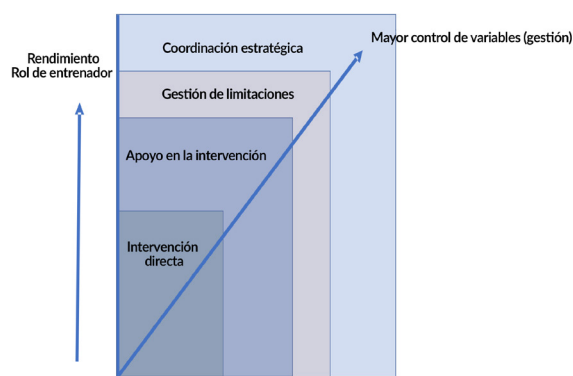 Mayor control de variables (gestión)
Coordinación estratégica
Rendimiento
Rol de entrenador
Gestión de limitaciones
Apoyo en la intervención
Intervención
directa